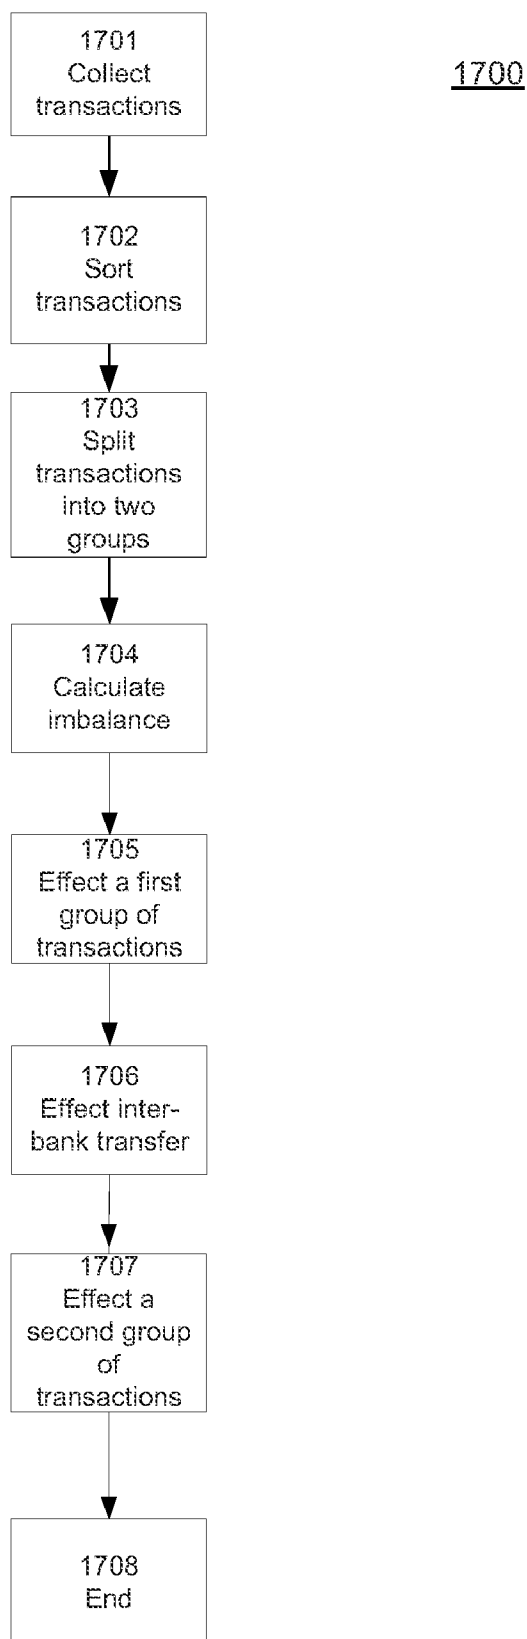 1701
Collect
transactions
1700
1702
Sort
transactions
1703
Split
transactions
into two
groups
1704
Calculate
imbalance
1705
Effect a first
group of
transactions
1706
Effect inter-
bank transfer
1707
Effect a
second group
of
transactions
1708
End